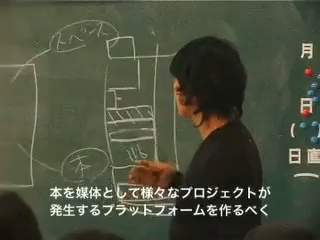 イベント
本
月
日
(
日直
本を媒体として様々なプロジェクトが
発生するプラットフォームを作るべく